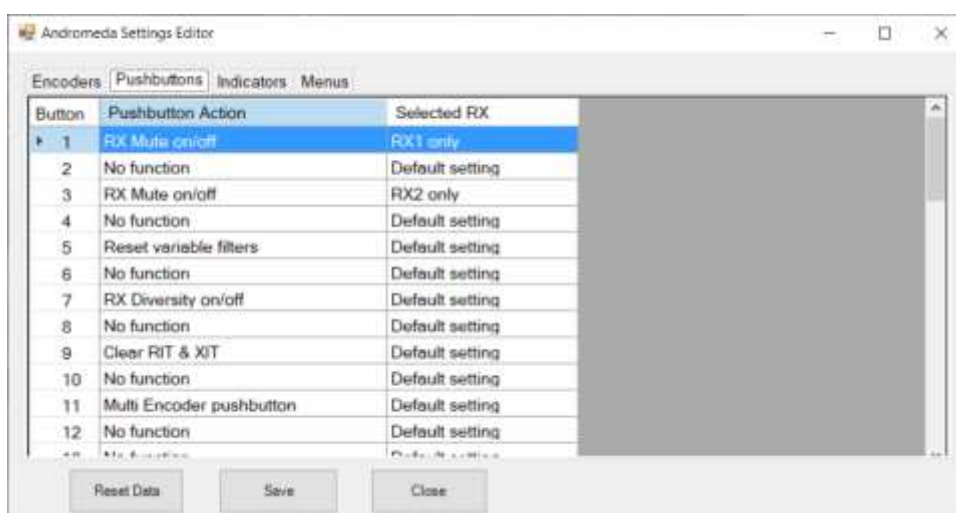 Andromeda Settings Editor
Encoders Pushbuttons Indicators Menus
Button Pushbutton Action Selected RX
1 RX Mute on/off RX1 only
2 No function Default setting
3 RX Mute on/off RX2 only
4 No function Default setting
5 Reset variable filters Default setting
6 No function Default setting
7 RX Diversity on/off Default setting
8 No function Default setting
9 Clear RIT & XIT Default setting
10 No function Default setting
11 Multi Encoder pushbutton Default setting
12 No function Default setting
Reset Data Save Close